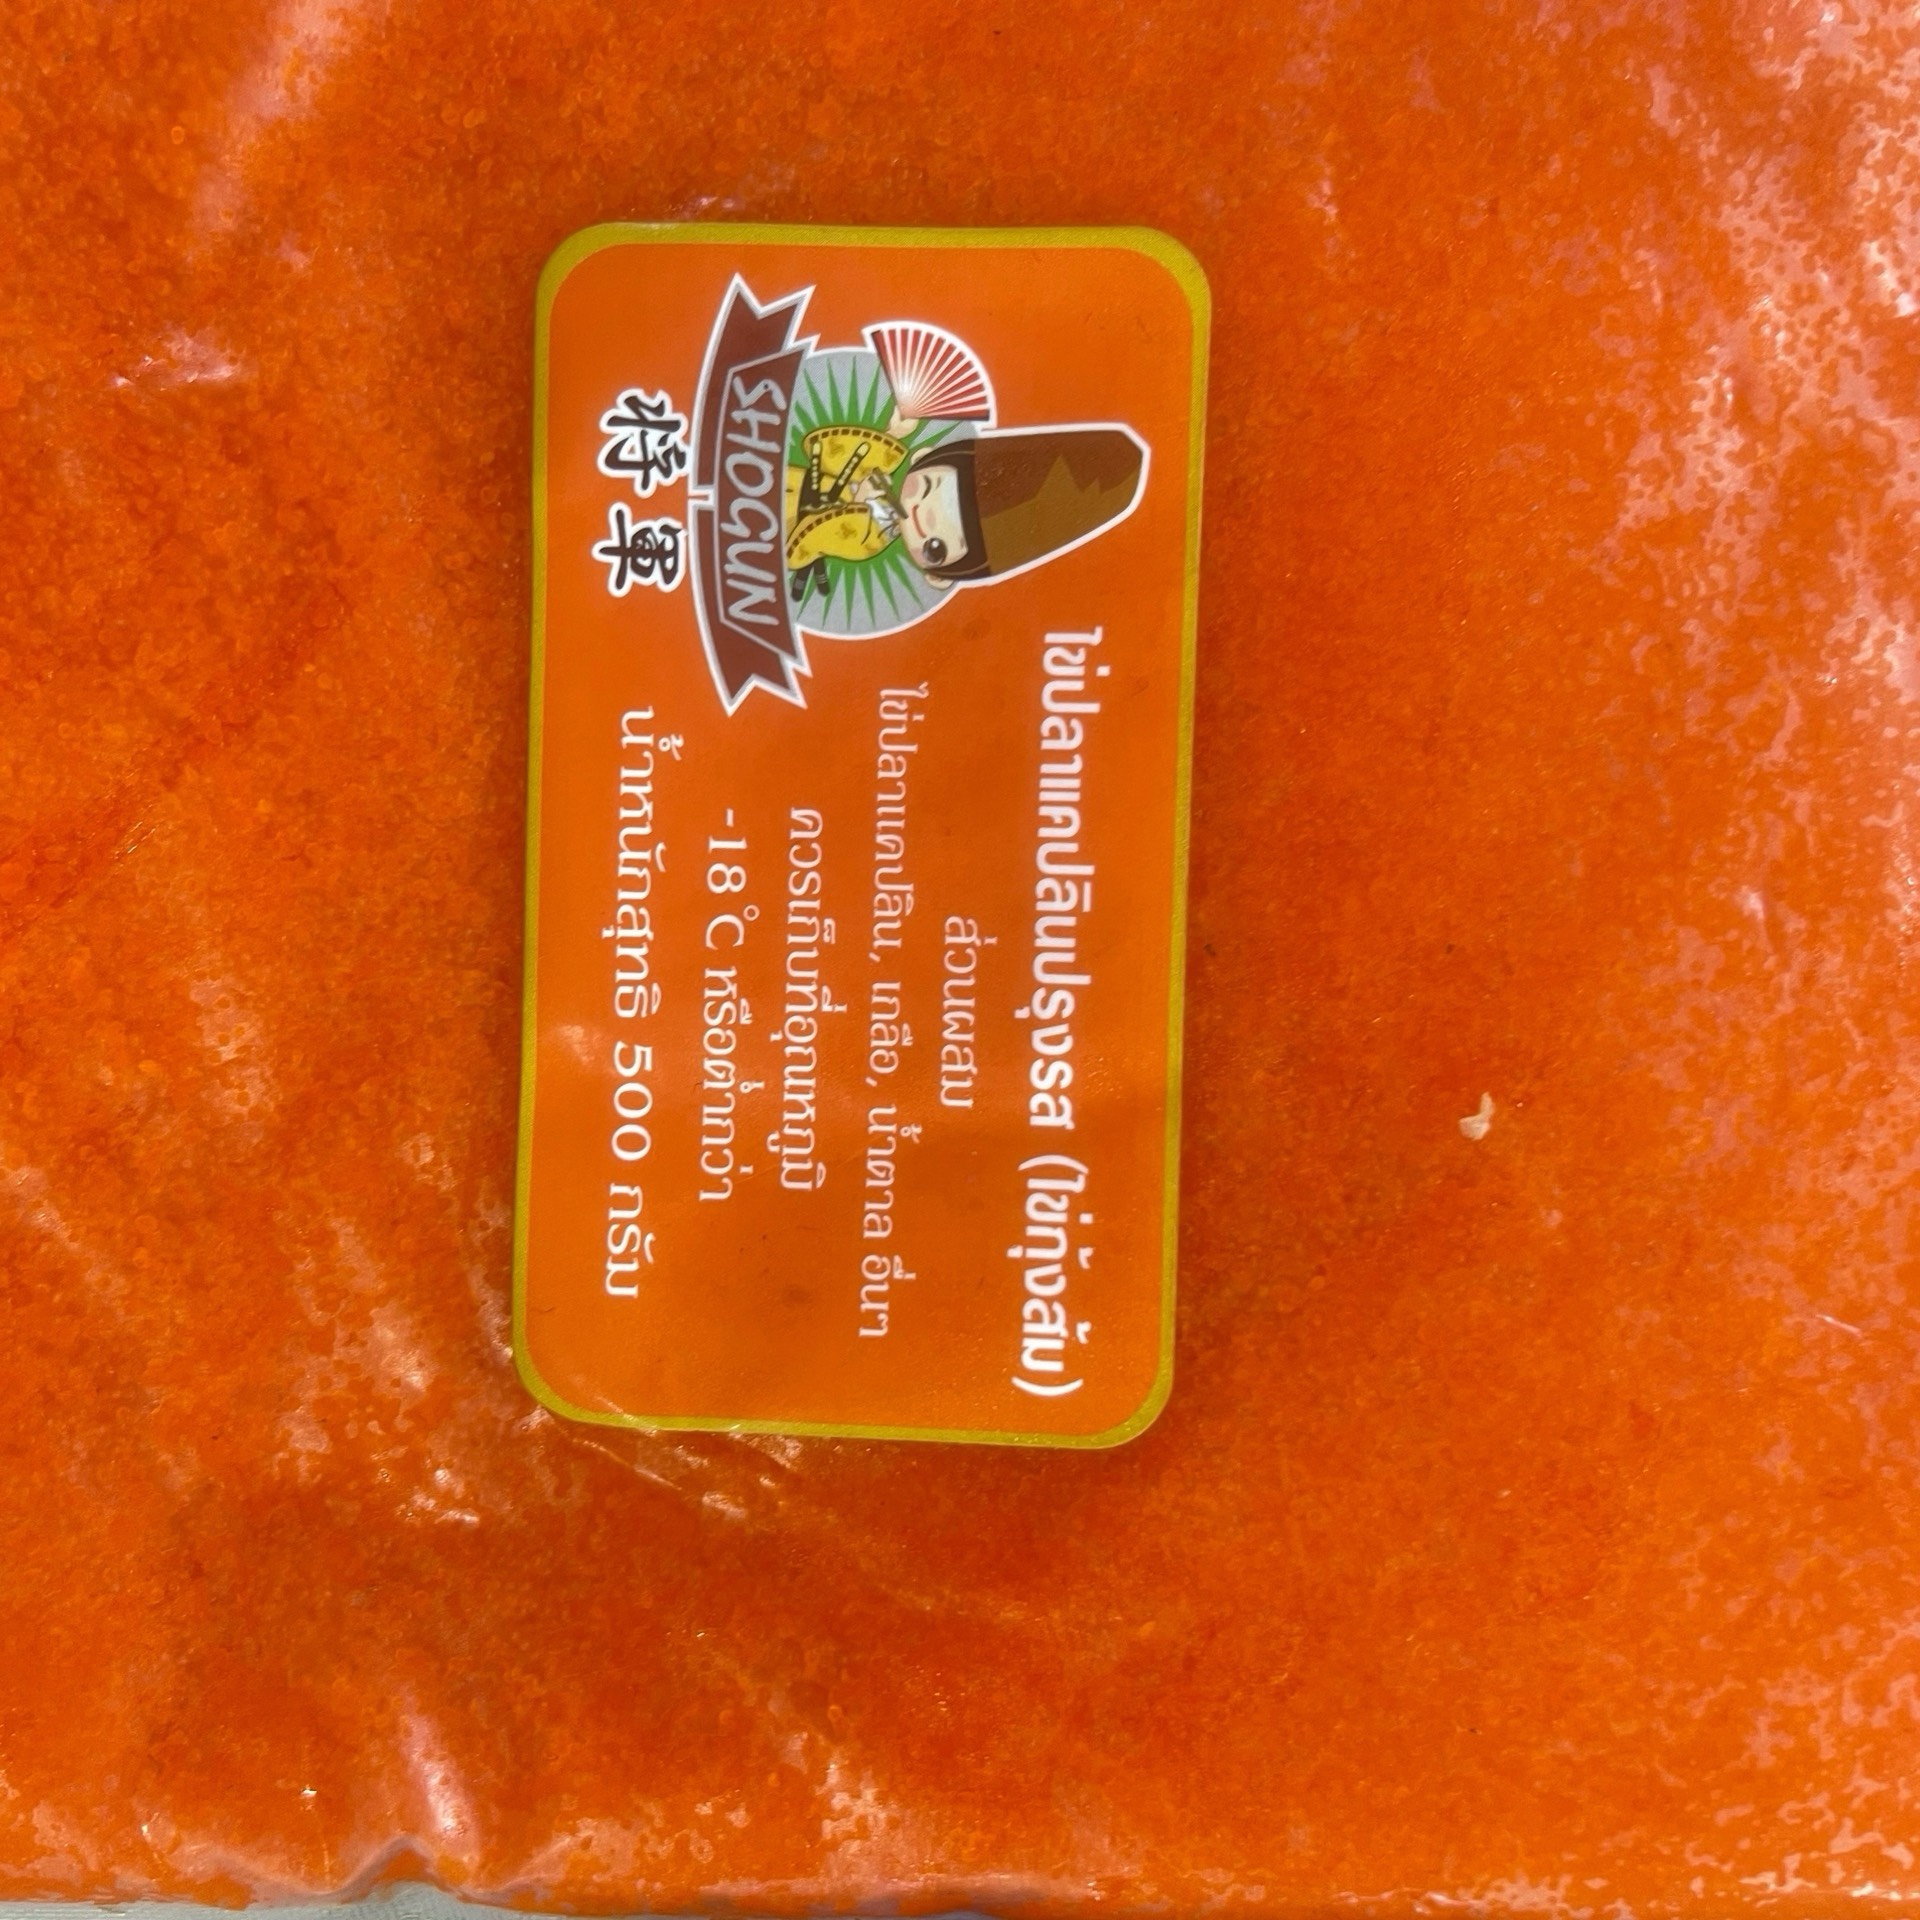 ไข่ปลาแคปลินปรุงรส (ไข่กุ้งส้ม)
ส่วนผสม
ไข่ปลาแคปลิน, เกลือ, น้ำตาล อื่นๆ
ควรเก็บที่อุณหภูมิ
-18 °C หรือต่ำกว่า
น้ำหนักสุทธิ 500 กรัม
SHOGUN
将軍